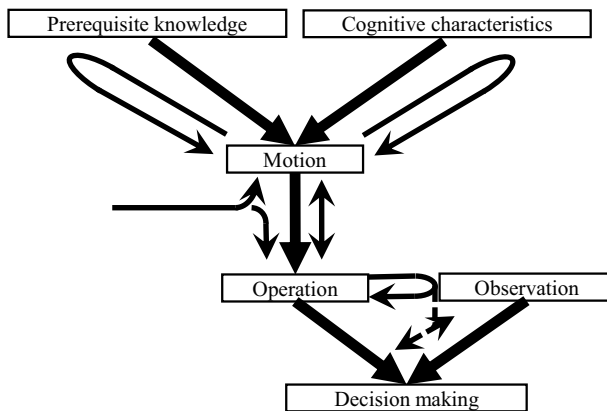 Prerequisite knowledge
Cognitive characteristics
Motion
Operation
Observation
Decision making